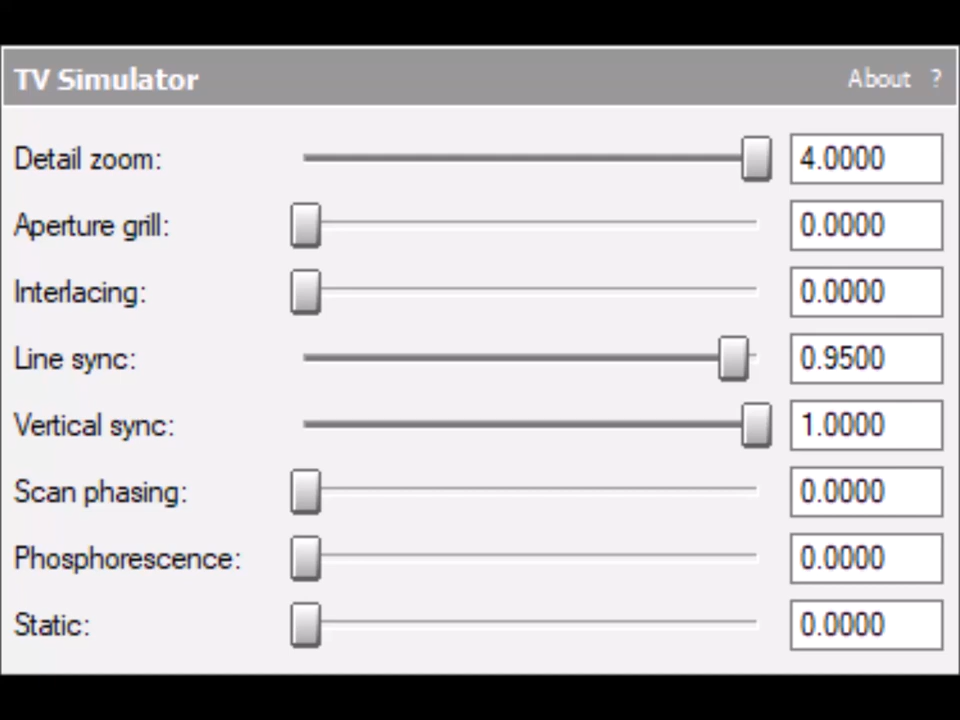 TV Simulator About ?
Detail zoom: 4.0000
Aperture grill: 0.0000
Interlacing: 0.0000
Line sync: 0.9500
Vertical sync: 1.0000
Scan phasing: 0.0000
Phosphorescence: 0.0000
Static: 0.0000